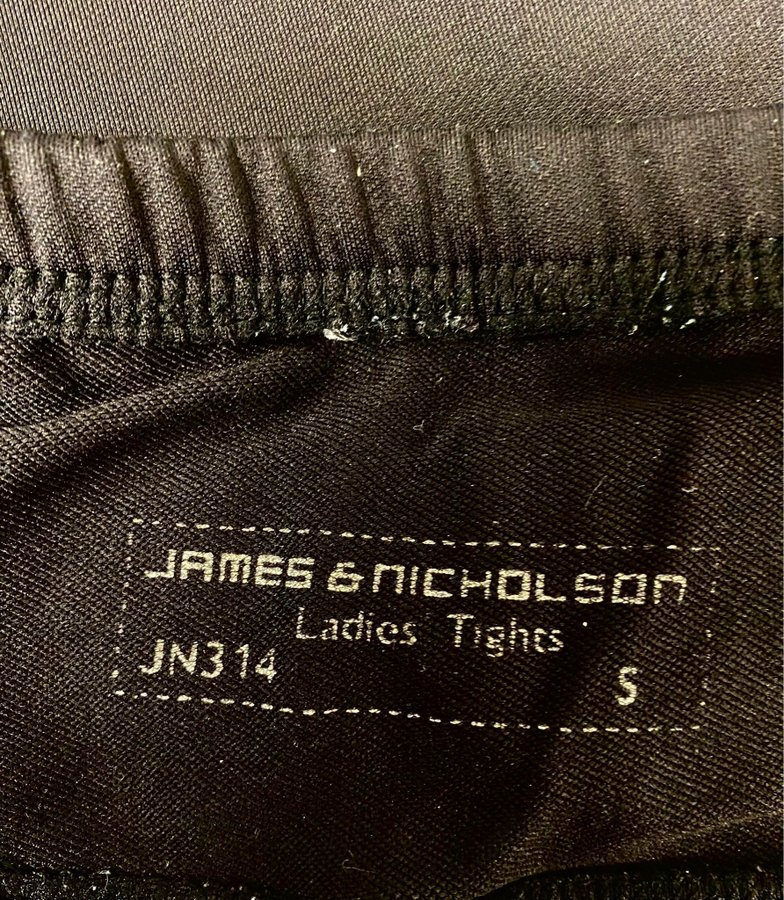 JAMES & NICHOLSON
Ladies' Tights
JN314
S